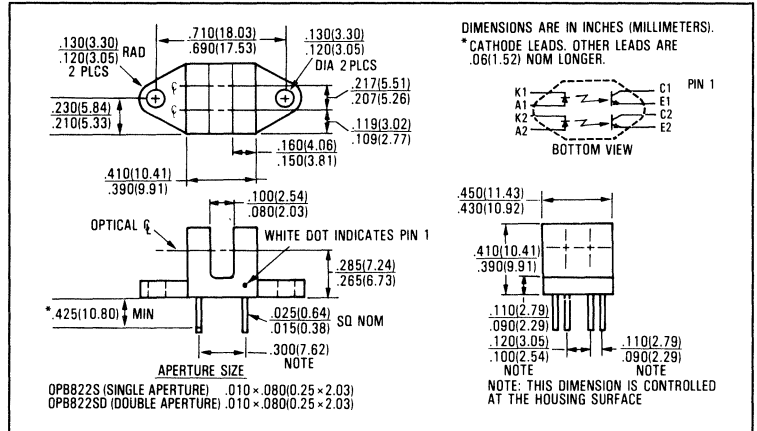 .130(3.30)
.120(3.05) RAD
2 PLCS
.710(18.03)
.690(17.53)
.130(3.30)
.120(3.05)
DIA 2 PLCS
.217(5.51)
.207(5.26)
.230(5.84)
.210(5.33)
.119(3.02)
.109(2.77)
.160(4.06)
.150(3.81)
.410(10.41)
.390(9.91)
DIMENSIONS ARE IN INCHES (MILLIMETERS).
* CATHODE LEADS. OTHER LEADS ARE
.06(1.52) NOM LONGER.
K1
A1
K2
A2
C1
E1
C2
E2
PIN 1
BOTTOM VIEW
.100(2.54)
.080(2.03)
OPTICAL ℄
WHITE DOT INDICATES PIN 1
.285(7.24)
.265(6.73)
*.425(10.80) MIN
.025(0.64)
.015(0.38) SQ NOM
.300(7.62)
NOTE
.450(11.43)
.430(10.92)
.410(10.41)
.390(9.91)
.110(2.79)
.090(2.29)
.120(3.05)
.100(2.54)
NOTE
.110(2.79)
.090(2.29)
NOTE
NOTE: THIS DIMENSION IS CONTROLLED
AT THE HOUSING SURFACE
APERTURE SIZE
OPB822S (SINGLE APERTURE) .010 × .080(0.25 × 2.03)
OPB822SD (DOUBLE APERTURE) .010 × .080(0.25 × 2.03)